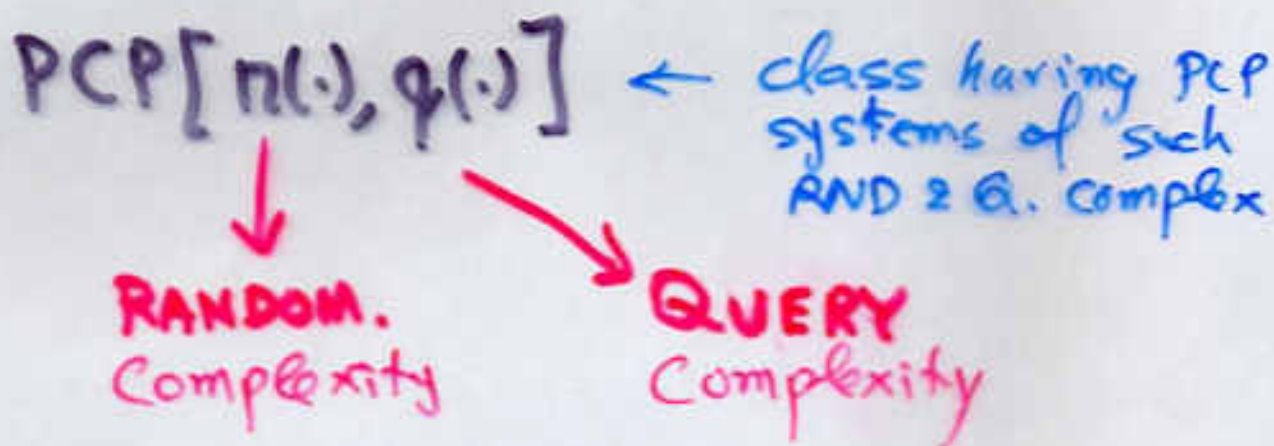 PCP[r(·), q(·)] ← class having PCP
systems of such
RND & Q. Complex
RANDOM.
Complexity
QUERY
Complexity